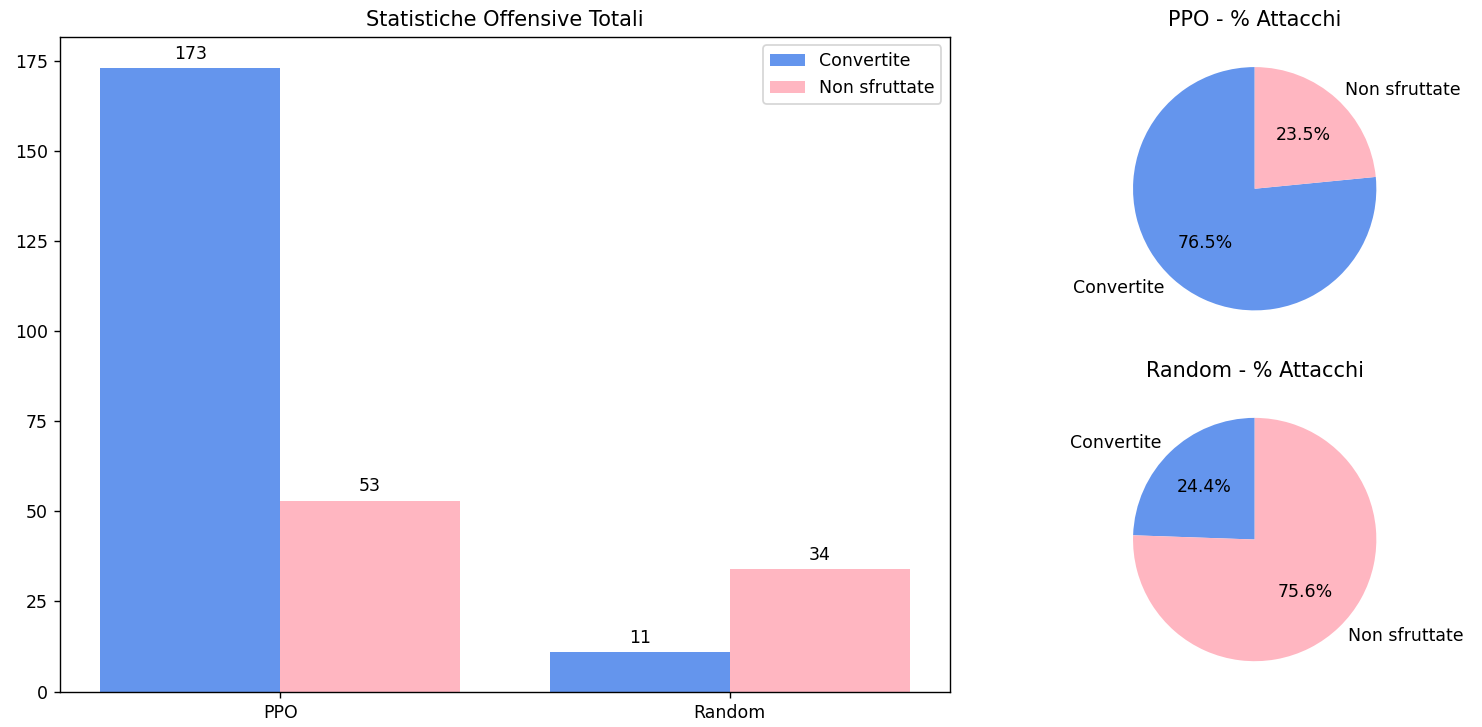 Statistiche Offensive Totali
173
53
11
34
Convertite
Non sfruttate
175
150
125
100
75
50
25
0
PPO
Random
PPO - % Attacchi
Non sfruttate
23.5%
76.5%
Convertite
Random - % Attacchi
Convertite
24.4%
75.6%
Non sfruttate